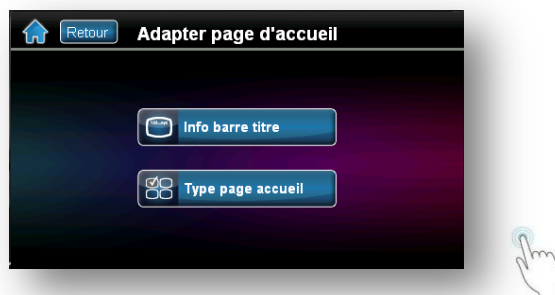 Retour Adapter page d'accueil
Info barre titre
Type page accueil